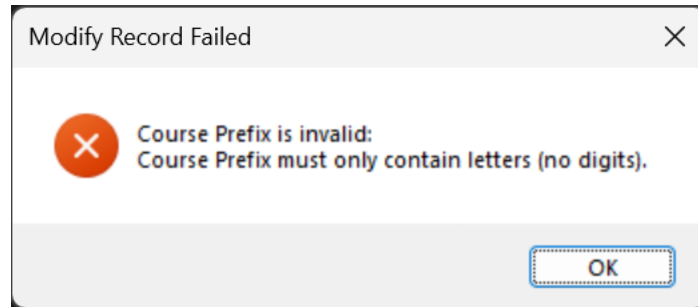 Modify Record Failed
Course Prefix is invalid:
Course Prefix must only contain letters (no digits).
OK